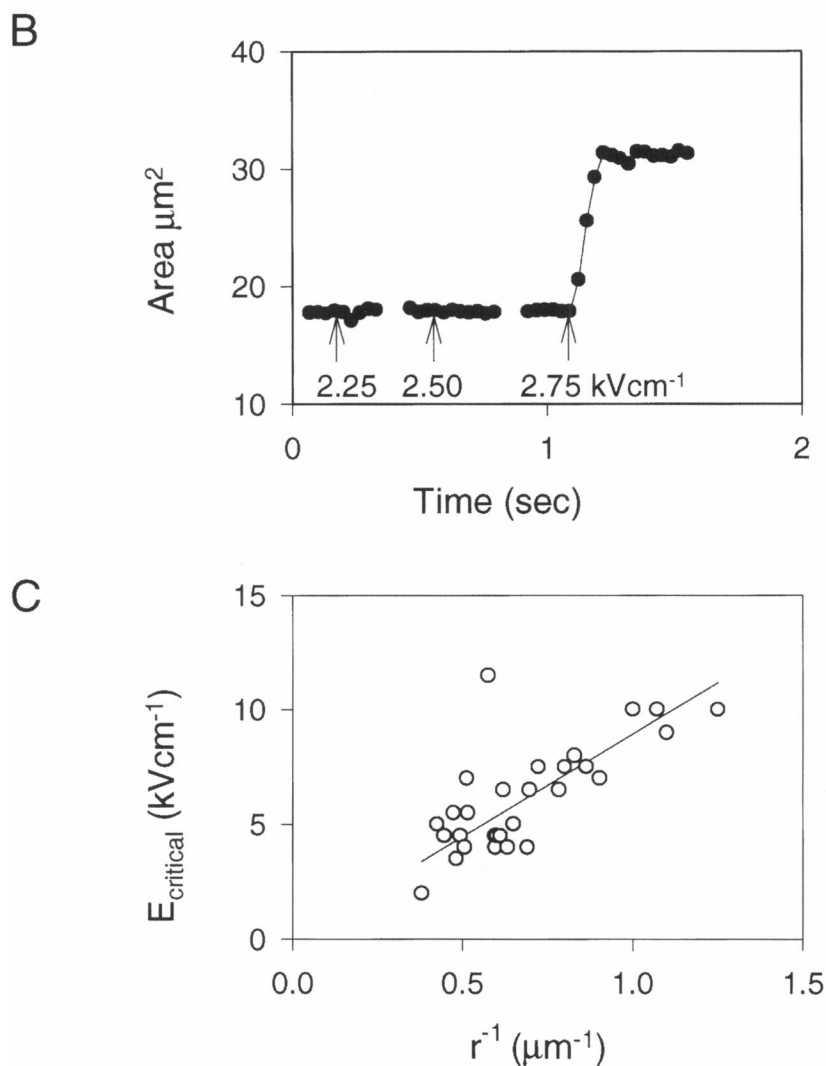 B
40
30
20
10
Area μm²
2.25 2.50 2.75 kVcm⁻¹
0 1 2
Time (sec)
C
15
10
5
0
E_critical (kVcm⁻¹)
0.0 0.5 1.0 1.5
r⁻¹ (μm⁻¹)